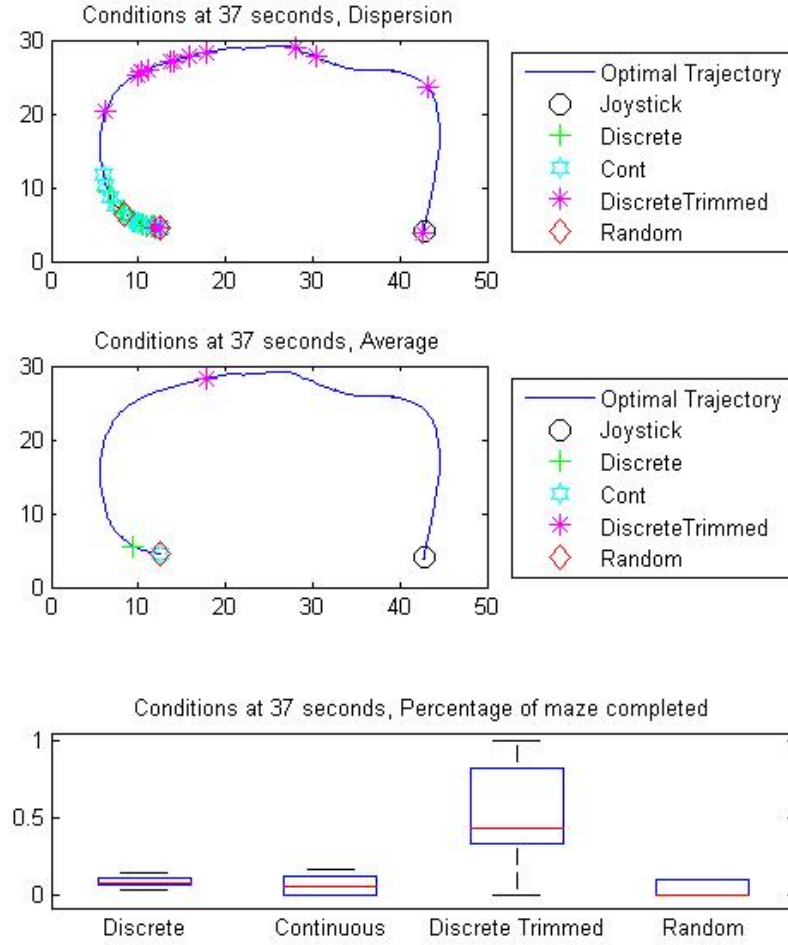 Conditions at 37 seconds, Dispersion
30
20
10
0
0 10 20 30 40 50
Optimal Trajectory
Joystick
Discrete
Cont
DiscreteTrimmed
Random
Conditions at 37 seconds, Average
30
20
10
0
0 10 20 30 40 50
Optimal Trajectory
Joystick
Discrete
Cont
DiscreteTrimmed
Random
Conditions at 37 seconds, Percentage of maze completed
1
0.5
0
Discrete Continuous Discrete Trimmed Random